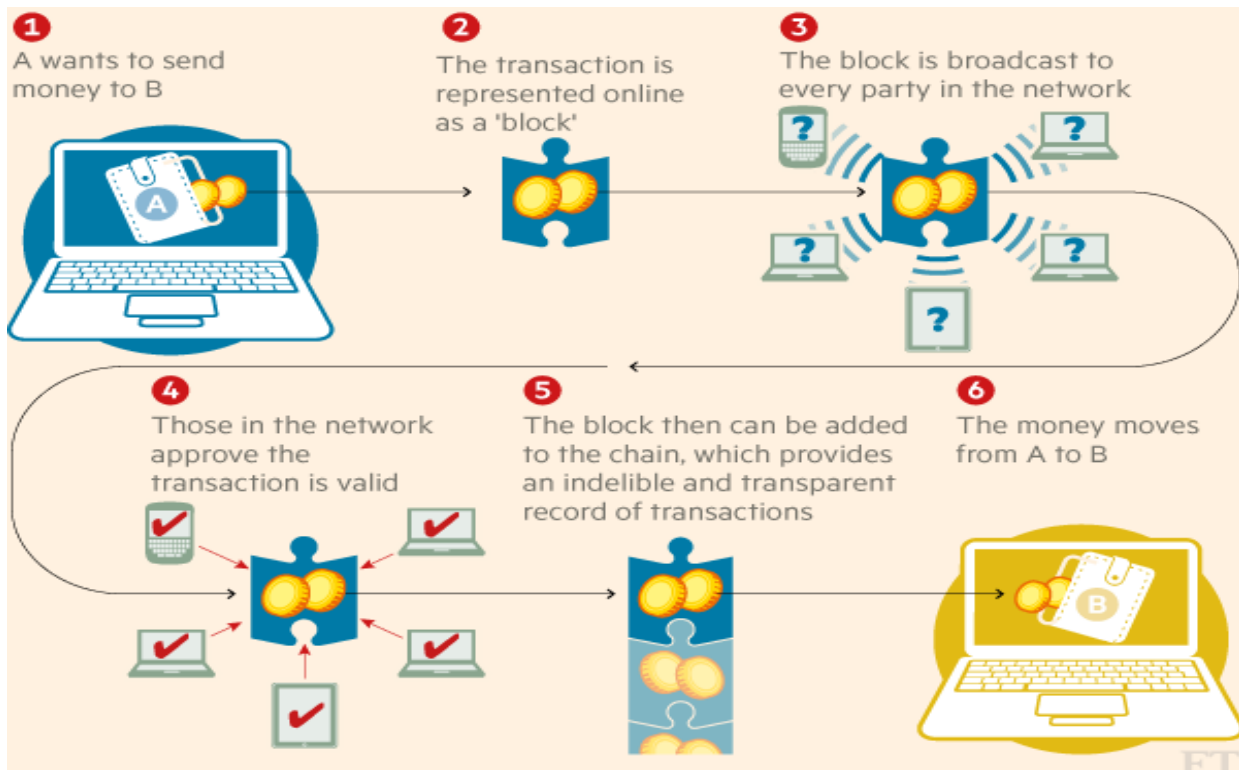 1
A wants to send
money to B
2
The transaction is
represented online
as a 'block'
3
The block is broadcast to
every party in the network
A
?
?
?
?
?
4
Those in the network
approve the
transaction is valid
5
The block then can be added
to the chain, which provides
an indelible and transparent
record of transactions
6
The money moves
from A to B
B
FT